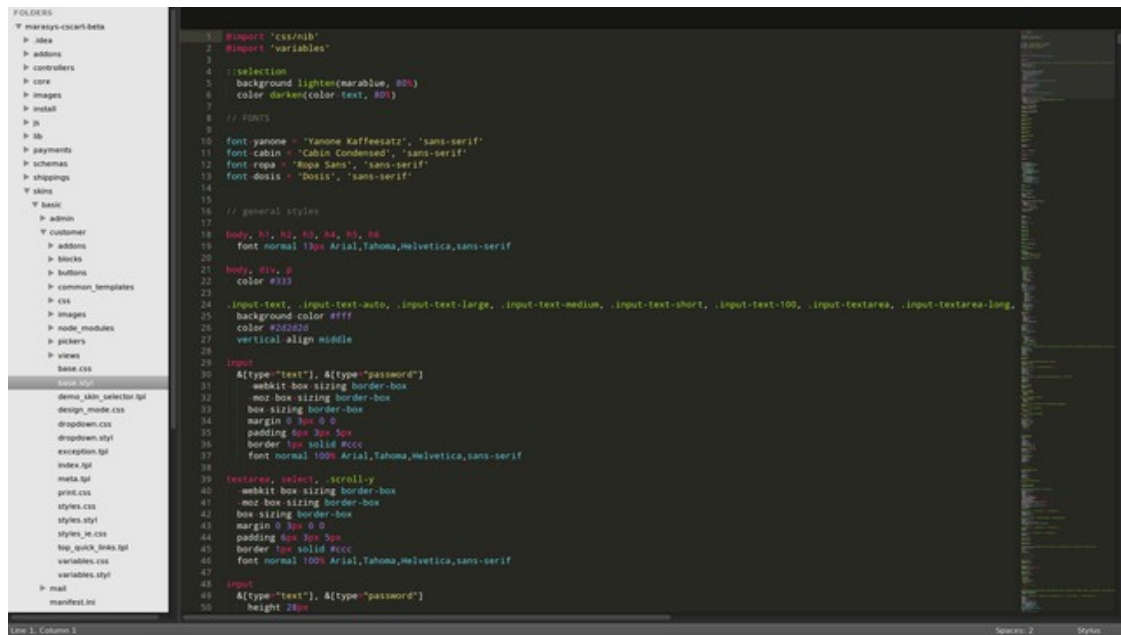 FOLDERS
marasys-cscart-beta
.idea
addons
controllers
core
images
install
js
lib
payments
schemas
shippings
skins
basic
admin
customer
addons
blocks
buttons
common_templates
css
images
node_modules
pickers
views
base.css
base.styl
demo_skin_selector.tpl
design_mode.css
dropdown.css
dropdown.styl
exception.tpl
index.tpl
meta.tpl
print.css
styles.css
styles.styl
styles_ie.css
top_quick_links.tpl
variables.css
variables.styl
mail
manifest.ini
1 @import 'css/nib'
2 @import 'variables'
3
4 ::selection
5 background lighten(marablue, 80%)
6 color darken(color-text, 80%)
7
8 // FONTS
9
10 font-yanone = 'Yanone Kaffeesatz', 'sans-serif'
11 font-cabin = 'Cabin Condensed', 'sans-serif'
12 font-ropa = 'Ropa Sans', 'sans-serif'
13 font-dosis = 'Dosis', 'sans-serif'
14
15
16 // general styles
17
18 body, h1, h2, h3, h4, h5, h6
19 font normal 13px Arial,Tahoma,Helvetica,sans-serif
20
21 body, div, p
22 color #333
23
24 .input-text, .input-text-auto, .input-text-large, .input-text-medium, .input-text-short, .input-text-100, .input-textarea, .input-textarea-long,
25 background-color #fff
26 color #2d2d2d
27 vertical-align middle
28
29 input
30 &[type="text"], &[type="password"]
31 -webkit-box-sizing border-box
32 -moz-box-sizing border-box
33 box-sizing border-box
34 margin 0 3px 0 0
35 padding 6px 3px 5px
36 border 1px solid #ccc
37 font normal 100% Arial,Tahoma,Helvetica,sans-serif
38
39 textarea, select, .scroll-y
40 -webkit-box-sizing border-box
41 -moz-box-sizing border-box
42 box-sizing border-box
43 margin 0 3px 0 0
44 padding 6px 3px 5px
45 border 1px solid #ccc
46 font normal 100% Arial,Tahoma,Helvetica,sans-serif
47
48 input
49 &[type="text"], &[type="password"]
50 height 28px
Line 1, Column 1
Spaces: 2
Stylus